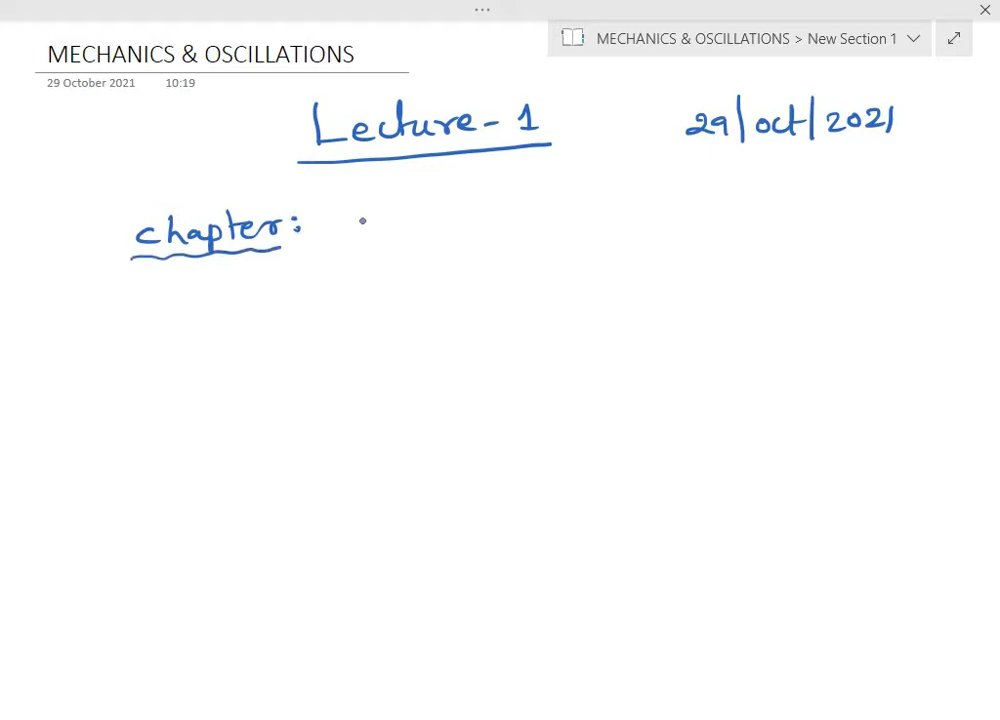 MECHANICS & OSCILLATIONS > New Section 1
MECHANICS & OSCILLATIONS
29 October 2021 10:19
Lecture - 1 29/oct/2021
chapter: